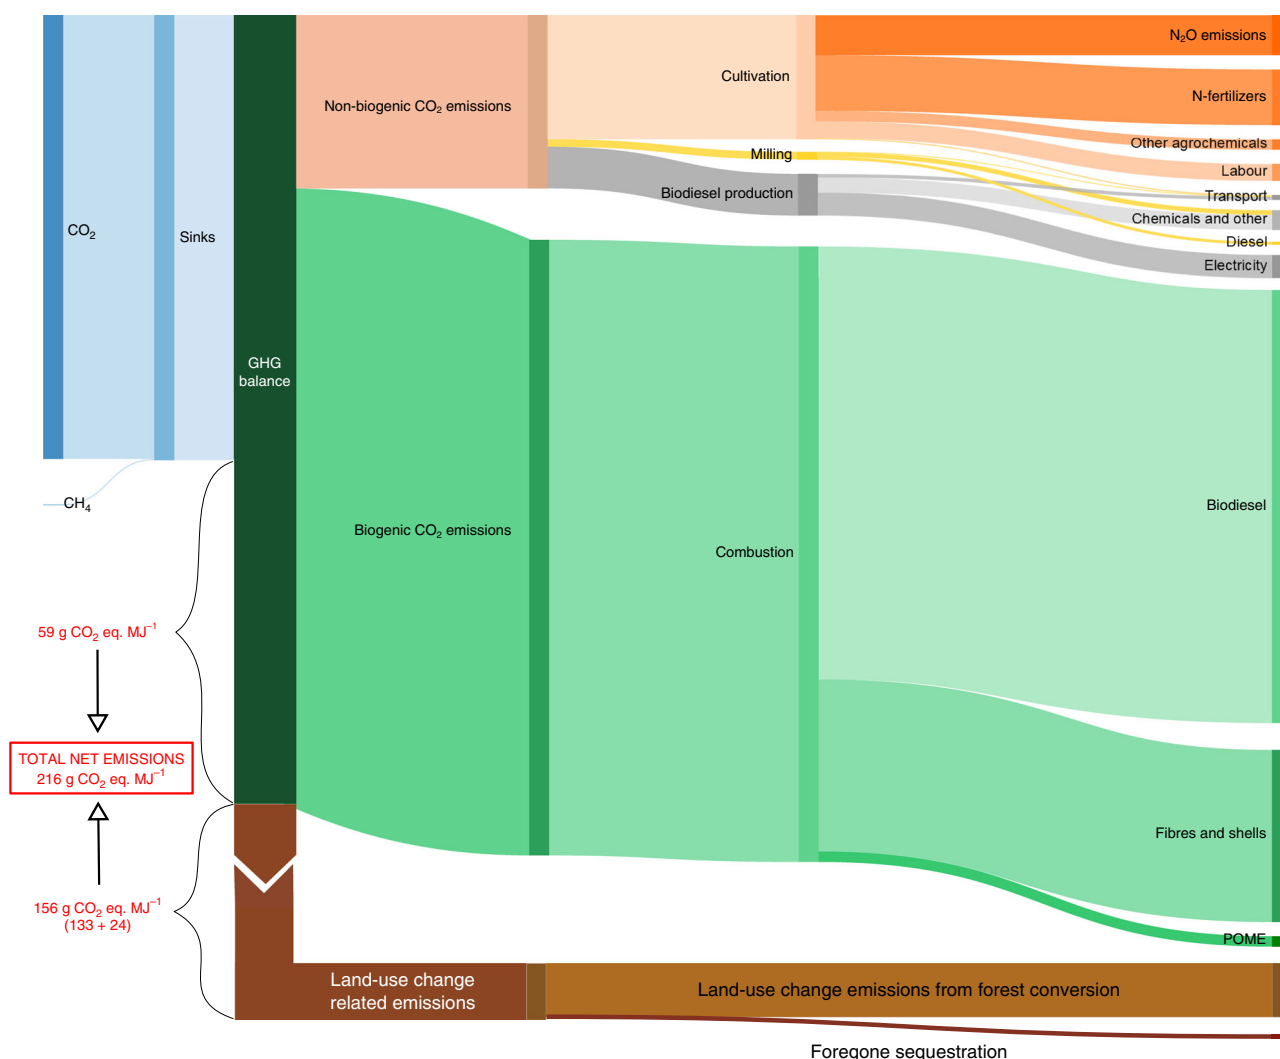 CO₂
Sinks
CH₄
GHG
balance
59 g CO₂ eq. MJ⁻¹
TOTAL NET EMISSIONS
216 g CO₂ eq. MJ⁻¹
156 g CO₂ eq. MJ⁻¹
(133 + 24)
Non-biogenic CO₂ emissions
Biogenic CO₂ emissions
Land-use change
related emissions
Cultivation
Milling
Biodiesel production
Combustion
Land-use change emissions from forest conversion
Foregone sequestration
N₂O emissions
N-fertilizers
Other agrochemicals
Labour
Transport
Chemicals and other
Diesel
Electricity
Biodiesel
Fibres and shells
POME